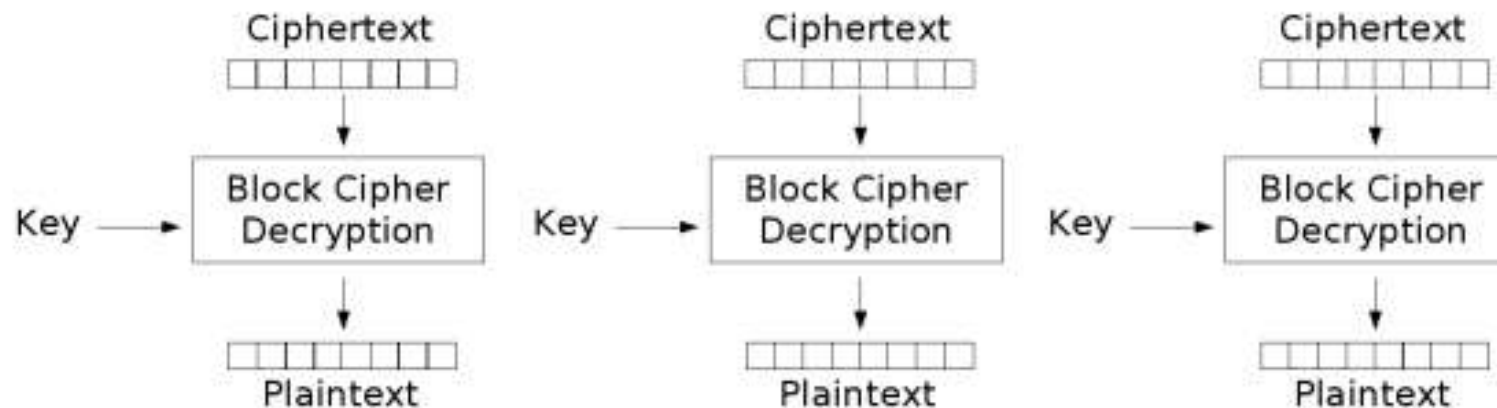 Ciphertext Ciphertext Ciphertext
Key Block Cipher Decryption Key Block Cipher Decryption Key Block Cipher Decryption
Plaintext Plaintext Plaintext